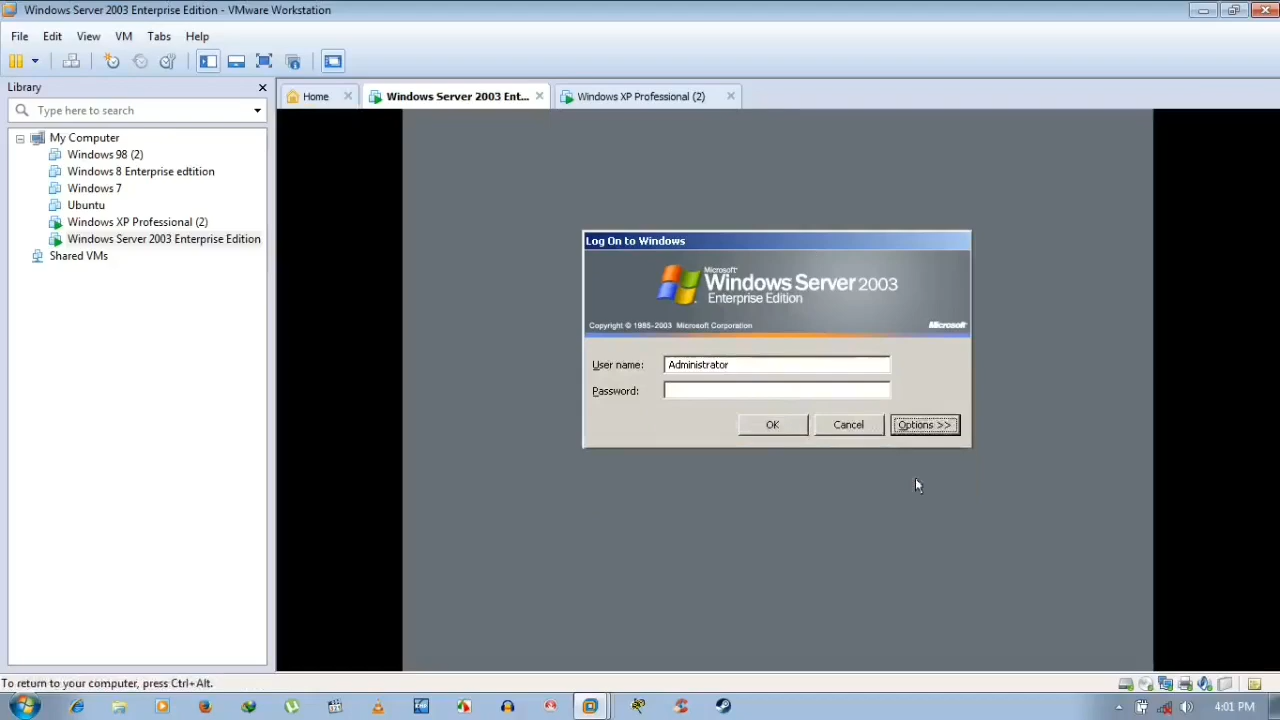 Windows Server 2003 Enterprise Edition - VMware Workstation
File Edit View VM Tabs Help
Library
Type here to search
My Computer
Windows 98 (2)
Windows 8 Enterprise edtition
Windows 7
Ubuntu
Windows XP Professional (2)
Windows Server 2003 Enterprise Edition
Shared VMs
Home
Windows Server 2003 Ent...
Windows XP Professional (2)
Log On to Windows
Microsoft
Windows Server 2003
Enterprise Edition
Copyright © 1985-2003 Microsoft Corporation
Microsoft
User name: Administrator
Password:
OK Cancel Options >>
To return to your computer, press Ctrl+Alt.
4:01 PM